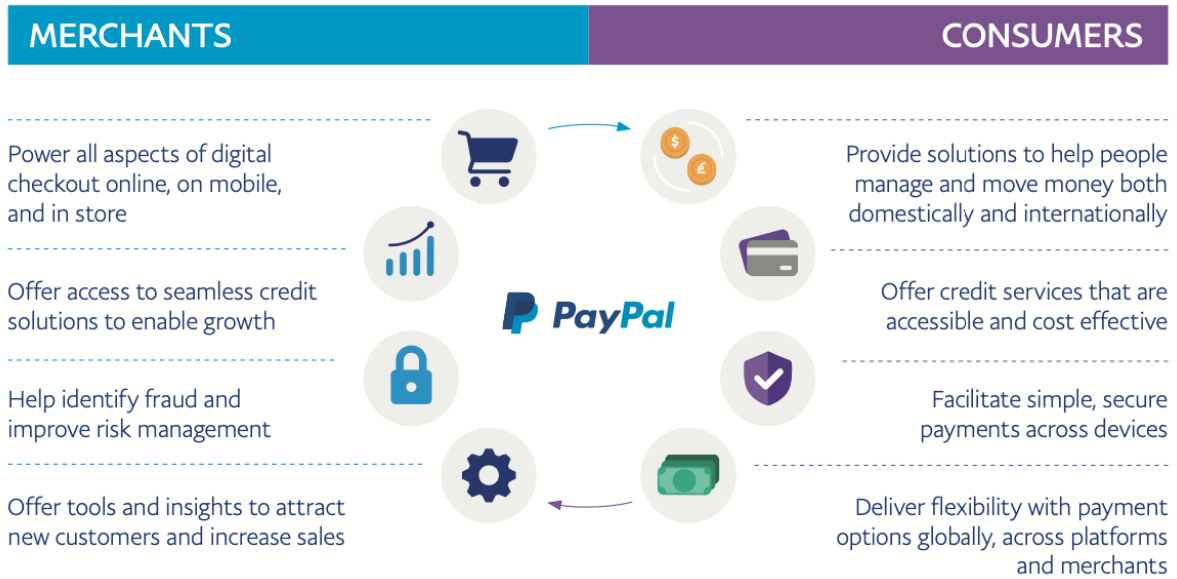 MERCHANTS
CONSUMERS
Power all aspects of digital
checkout online, on mobile,
and in store
Offer access to seamless credit
solutions to enable growth
Help identify fraud and
improve risk management
Offer tools and insights to attract
new customers and increase sales
$
£
PayPal
Provide solutions to help people
manage and move money both
domestically and internationally
Offer credit services that are
accessible and cost effective
Facilitate simple, secure
payments across devices
Deliver flexibility with payment
options globally, across platforms
and merchants